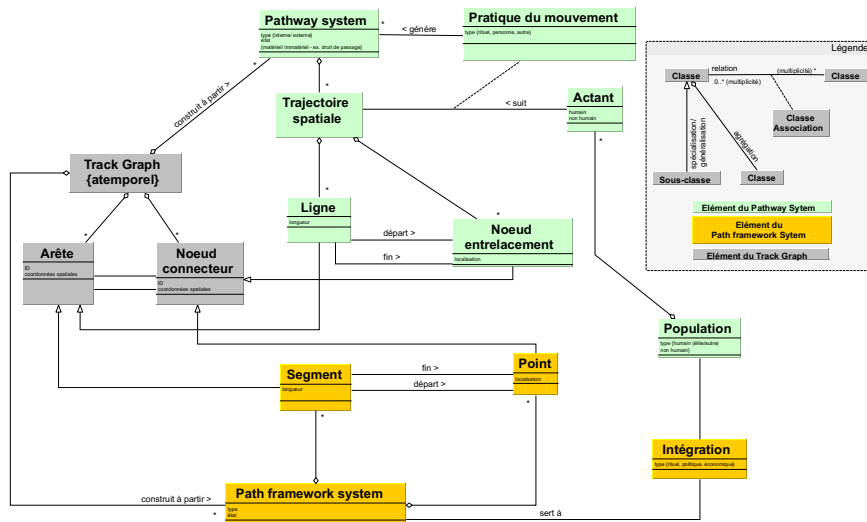 Pathway system
type {interne/ externe}
état
{matériel/ immatériel - ex. droit de passage}
*
< génère
Pratique du mouvement
type {rituel, personne, autre}
Légende
Classe
relation
0..* (multiplicité)
(multiplicité) *
Classe
Classe
Association
spécialisation/
généralisation
agrégation
Sous-classe
Classe
Elément du Pathway Sytem
Elément du
Path framework Sytem
Elément du Track Graph
*
construit à partir >
*
Trajectoire
spatiale
< suit
Actant
humain
non humain
*
Track Graph
{atemporel}
*
*
*
*
Ligne
longueur
départ >
fin >
Noeud
entrelacement
localisation
Arête
ID
coordonnées spatiales
Noeud
connecteur
ID
coordonnées spatiales
Population
type {humain (élite/autre)
non humain}
Segment
longueur
fin >
départ >
Point
localisation
*
*
Intégration
type {rituel, politique, économique}
construit à partir >
*
Path framework system
type
état
sert à